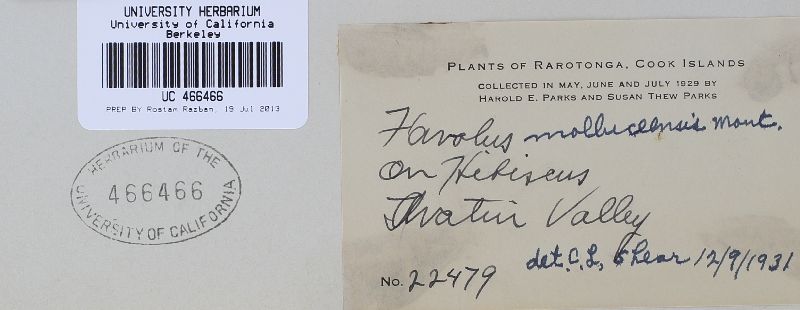 UNIVERSITY HERBARIUM
University of California
Berkeley
UC 466466
PREP BY Rostam Razban, 19 Jul 2013
HERBARIUM OF THE
466466
UNIVERSITY OF CALIFORNIA
PLANTS OF RAROTONGA, COOK ISLANDS
COLLECTED IN MAY, JUNE AND JULY 1929 BY
HAROLD E. PARKS AND SUSAN THEW PARKS
Favolus moluccensis Mont.
On Hibiscus
Valley
det. C. L. Shear 12/9/1931
No. 22479